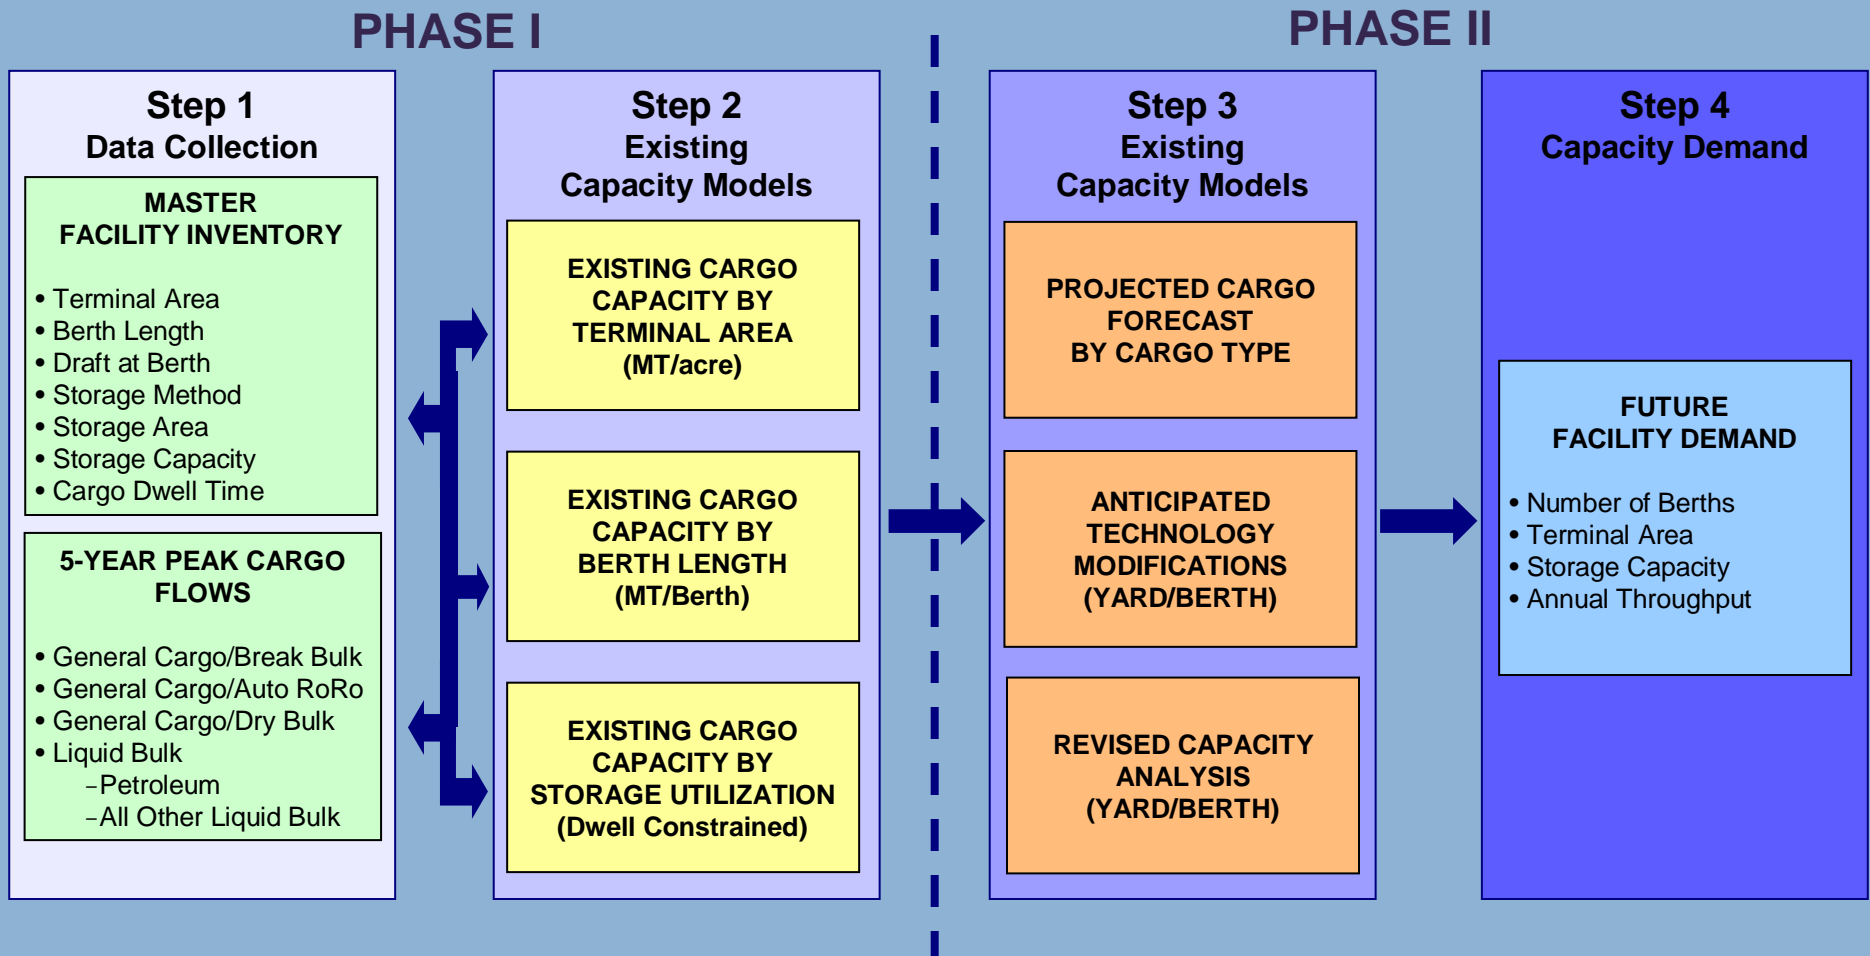 PHASE I
PHASE II
Step 1
Data Collection
MASTER
FACILITY INVENTORY
• Terminal Area
• Berth Length
• Draft at Berth
• Storage Method
• Storage Area
• Storage Capacity
• Cargo Dwell Time
5-YEAR PEAK CARGO
FLOWS
• General Cargo/Break Bulk
• General Cargo/Auto RoRo
• General Cargo/Dry Bulk
• Liquid Bulk
–Petroleum
–All Other Liquid Bulk
Step 2
Existing
Capacity Models
EXISTING CARGO
CAPACITY BY
TERMINAL AREA
(MT/acre)
EXISTING CARGO
CAPACITY BY
BERTH LENGTH
(MT/Berth)
EXISTING CARGO
CAPACITY BY
STORAGE UTILIZATION
(Dwell Constrained)
Step 3
Existing
Capacity Models
PROJECTED CARGO
FORECAST
BY CARGO TYPE
ANTICIPATED
TECHNOLOGY
MODIFICATIONS
(YARD/BERTH)
REVISED CAPACITY
ANALYSIS
(YARD/BERTH)
Step 4
Capacity Demand
FUTURE
FACILITY DEMAND
• Number of Berths
• Terminal Area
• Storage Capacity
• Annual Throughput